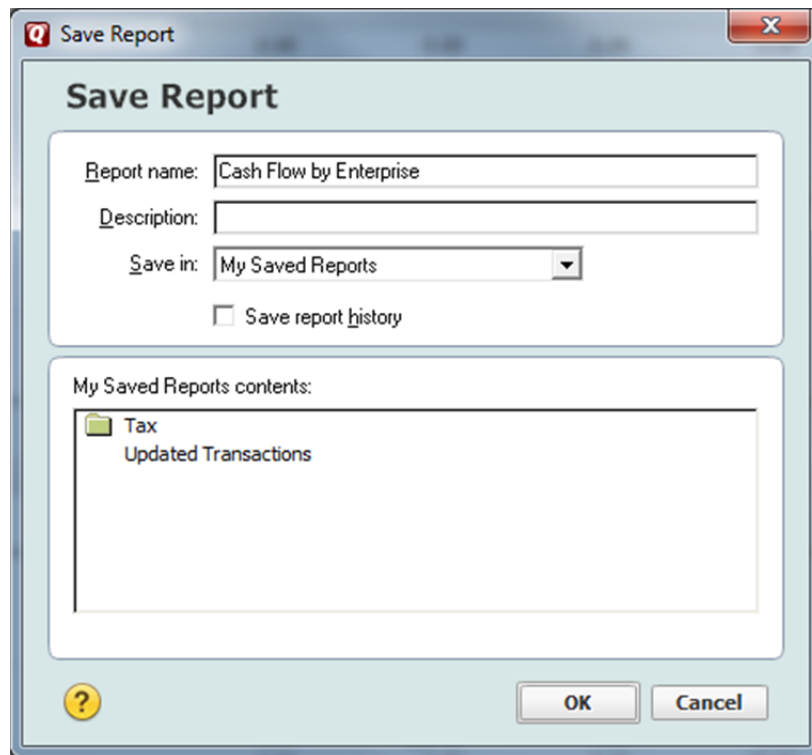 Save Report
Save Report
Report name: Cash Flow by Enterprise
Description:
Save in: My Saved Reports
Save report history
My Saved Reports contents:
Tax
Updated Transactions
? OK Cancel